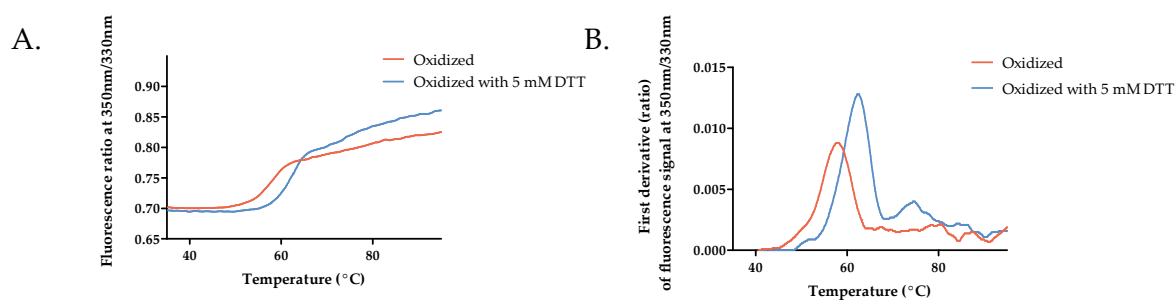 A.
Fluorescence ratio at 350nm/330nm
0.90
0.85
0.80
0.75
0.70
0.65
40
60
80
Temperature (°C)
Oxidized
Oxidized with 5 mM DTT
B.
First derivative (ratio)
of fluorescence signal at 350nm/330nm
0.015
0.010
0.005
0.000
40
60
80
Temperature (°C)
Oxidized
Oxidized with 5 mM DTT